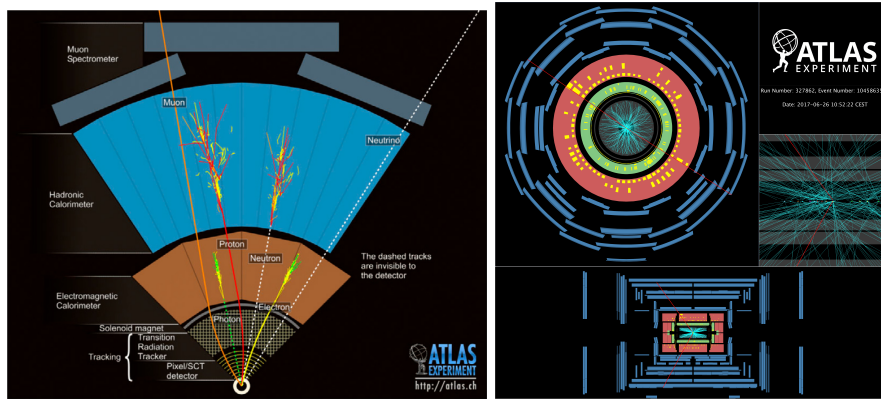 Muon
Spectrometer
Muon
Neutrino
Hadronic
Calorimeter
Proton
Neutron
The dashed tracks
are invisible to
the detector
Electromagnetic
Calorimeter
Electron
Photon
Solenoid magnet
Tracking
Transition
Radiation
Tracker
Pixel/SCT
detector
ATLAS
EXPERIMENT
http://atlas.ch
ATLAS
EXPERIMENT
Run Number: 327862, Event Number: 10458635
Date: 2017-06-26 10:52:22 CEST